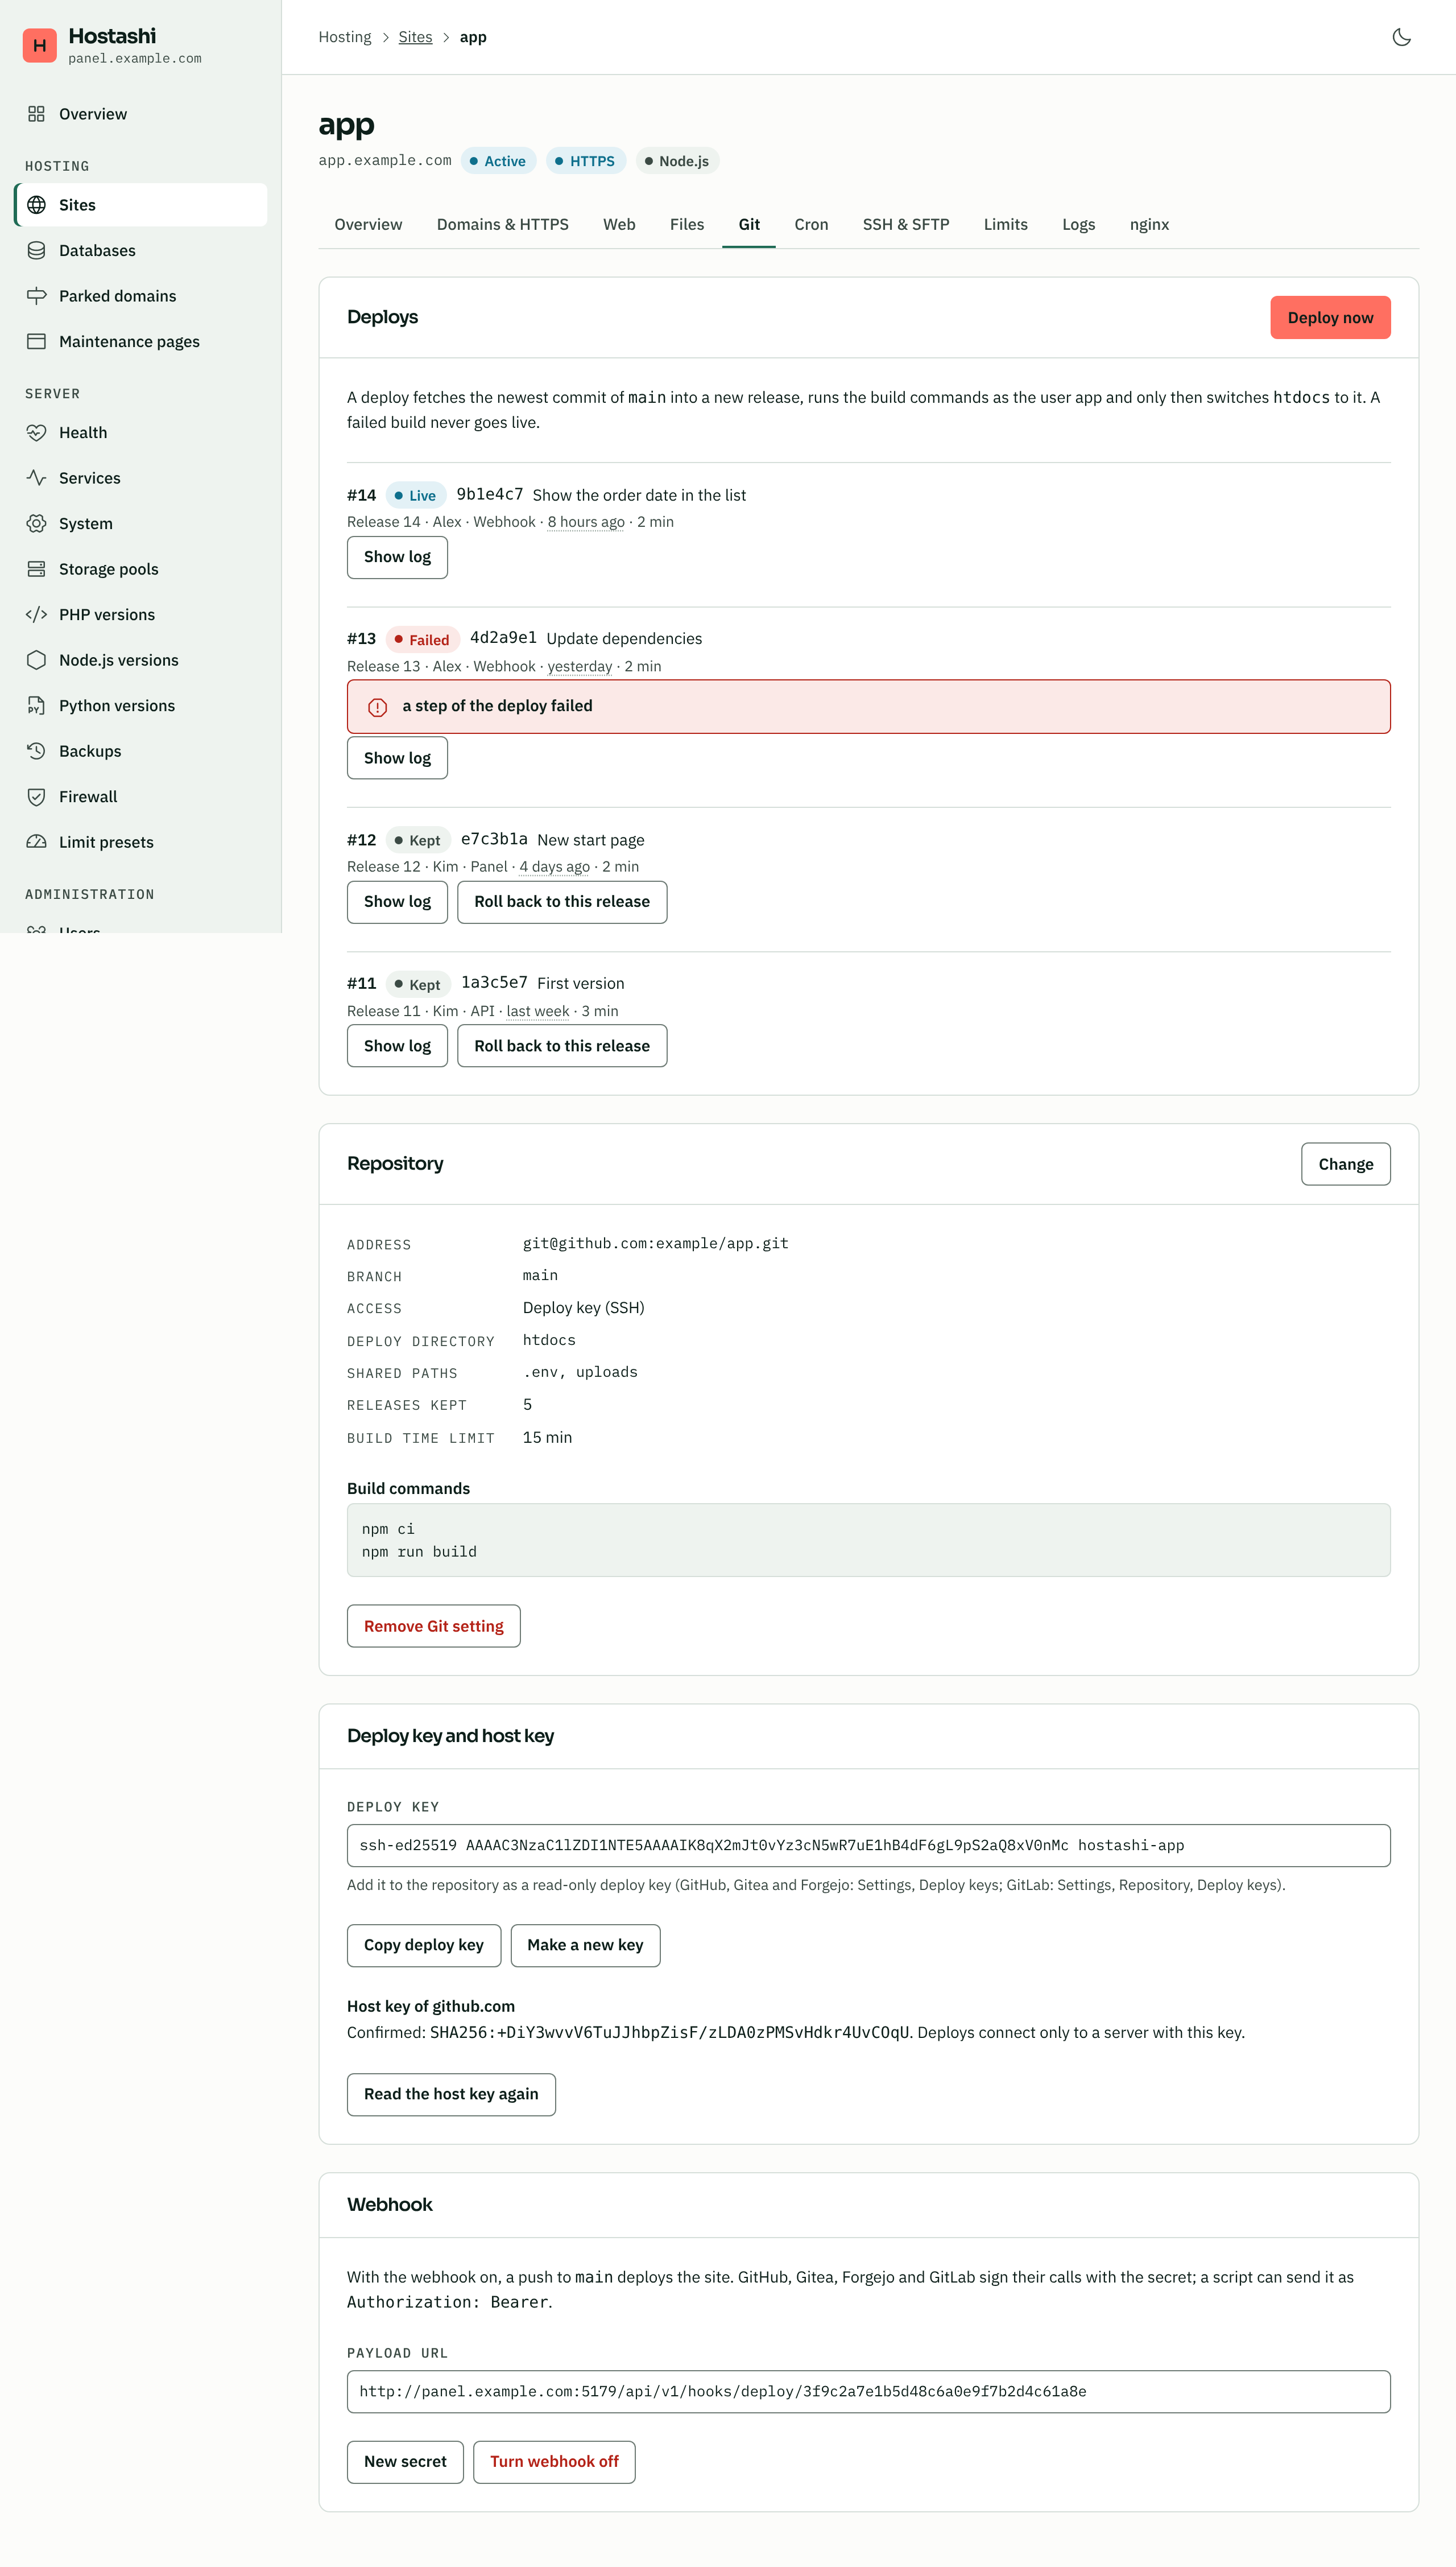 H
Hostashi
panel.example.com
Overview
HOSTING
Sites
Databases
Parked domains
Maintenance pages
SERVER
Health
Services
System
Storage pools
PHP versions
Node.js versions
PY
Python versions
Backups
Firewall
Limit presets
ADMINISTRATION
Users
Hosting > Sites > app
app
app.example.com Active HTTPS Node.js
Overview Domains & HTTPS Web Files Git Cron SSH & SFTP Limits Logs nginx
Deploys
Deploy now
A deploy fetches the newest commit of main into a new release, runs the build commands as the user app and only then switches htdocs to it. A
failed build never goes live.
#14 Live 9b1e4c7 Show the order date in the list
Release 14 · Alex · Webhook · 8 hours ago · 2 min
Show log
#13 Failed 4d2a9e1 Update dependencies
Release 13 · Alex · Webhook · yesterday · 2 min
a step of the deploy failed
Show log
#12 Kept e7c3b1a New start page
Release 12 · Kim · Panel · 4 days ago · 2 min
Show log Roll back to this release
#11 Kept 1a3c5e7 First version
Release 11 · Kim · API · last week · 3 min
Show log Roll back to this release
Repository
Change
ADDRESS git@github.com:example/app.git
BRANCH main
ACCESS Deploy key (SSH)
DEPLOY DIRECTORY htdocs
SHARED PATHS .env, uploads
RELEASES KEPT 5
BUILD TIME LIMIT 15 min
Build commands
npm ci
npm run build
Remove Git setting
Deploy key and host key
DEPLOY KEY
ssh-ed25519 AAAAC3NzaC1lZDI1NTE5AAAAIK8qX2mJt0vYz3cN5wR7uE1hB4dF6gL9pS2aQ8xV0nMc hostashi-app
Add it to the repository as a read-only deploy key (GitHub, Gitea and Forgejo: Settings, Deploy keys; GitLab: Settings, Repository, Deploy keys).
Copy deploy key Make a new key
Host key of github.com
Confirmed: SHA256:+DiY3wvvV6TuJJhbpZisF/zLDA0zPMSvHdkr4UvCOqU. Deploys connect only to a server with this key.
Read the host key again
Webhook
With the webhook on, a push to main deploys the site. GitHub, Gitea, Forgejo and GitLab sign their calls with the secret; a script can send it as
Authorization: Bearer.
PAYLOAD URL
http://panel.example.com:5179/api/v1/hooks/deploy/3f9c2a7e1b5d48c6a0e9f7b2d4c61a8e
New secret Turn webhook off